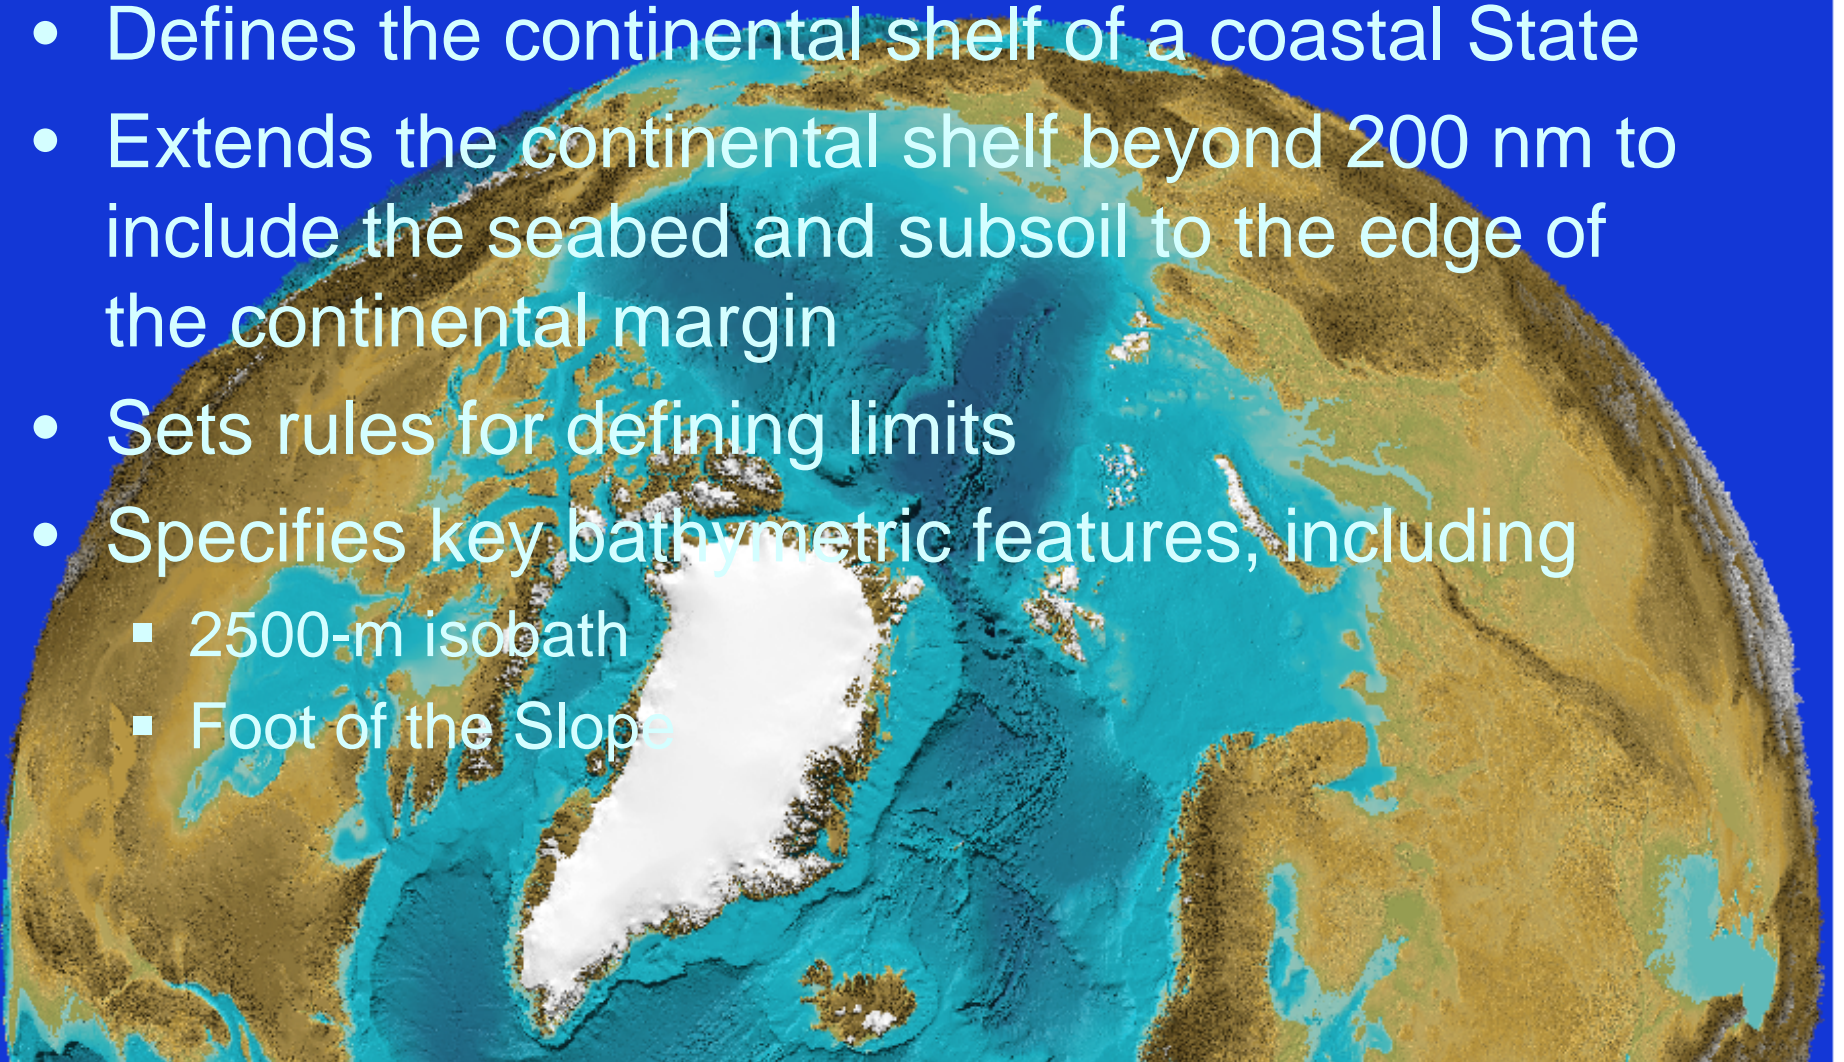 • Defines the continental shelf of a coastal State
• Extends the continental shelf beyond 200 nm to
include the seabed and subsoil to the edge of
the continental margin
• Sets rules for defining limits
• Specifies key bathymetric features, including
▪ 2500-m isobath
▪ Foot of the Slope